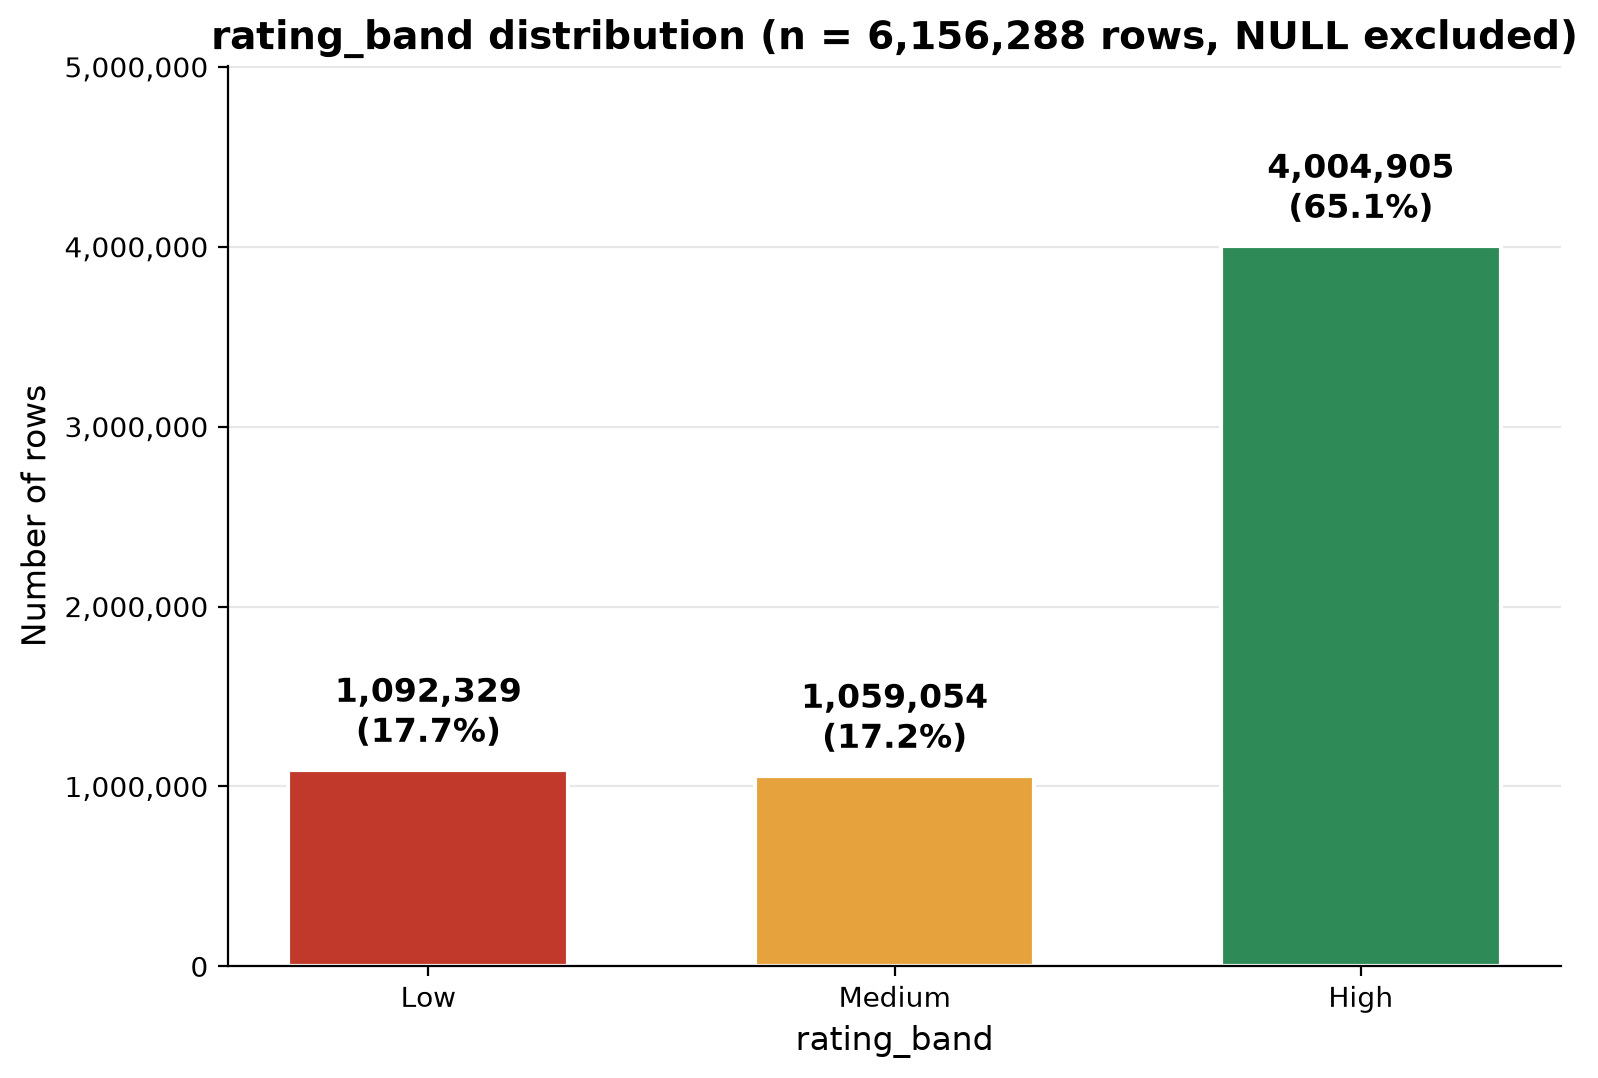 rating_band distribution (n = 6,156,288 rows, NULL excluded)
5,000,000
4,000,000
3,000,000
2,000,000
1,000,000
0
Number of rows
1,092,329
(17.7%)
1,059,054
(17.2%)
4,004,905
(65.1%)
Low
Medium
High
rating_band